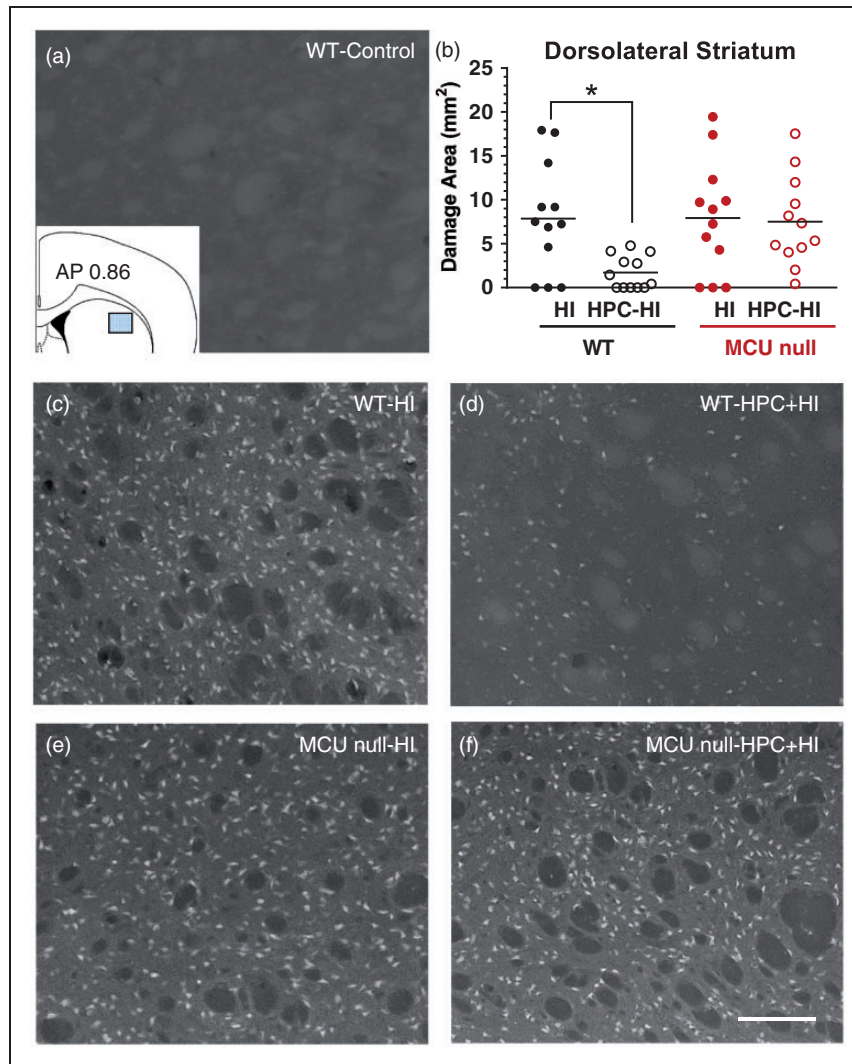 (a)
WT-Control
AP 0.86
(b)
Dorsolateral Striatum
Damage Area (mm²)
25
20
15
10
5
0
*
HI HPC-HI HI HPC-HI
WT MCU null
(c)
WT-HI
(d)
WT-HPC+HI
(e)
MCU null-HI
(f)
MCU null-HPC+HI